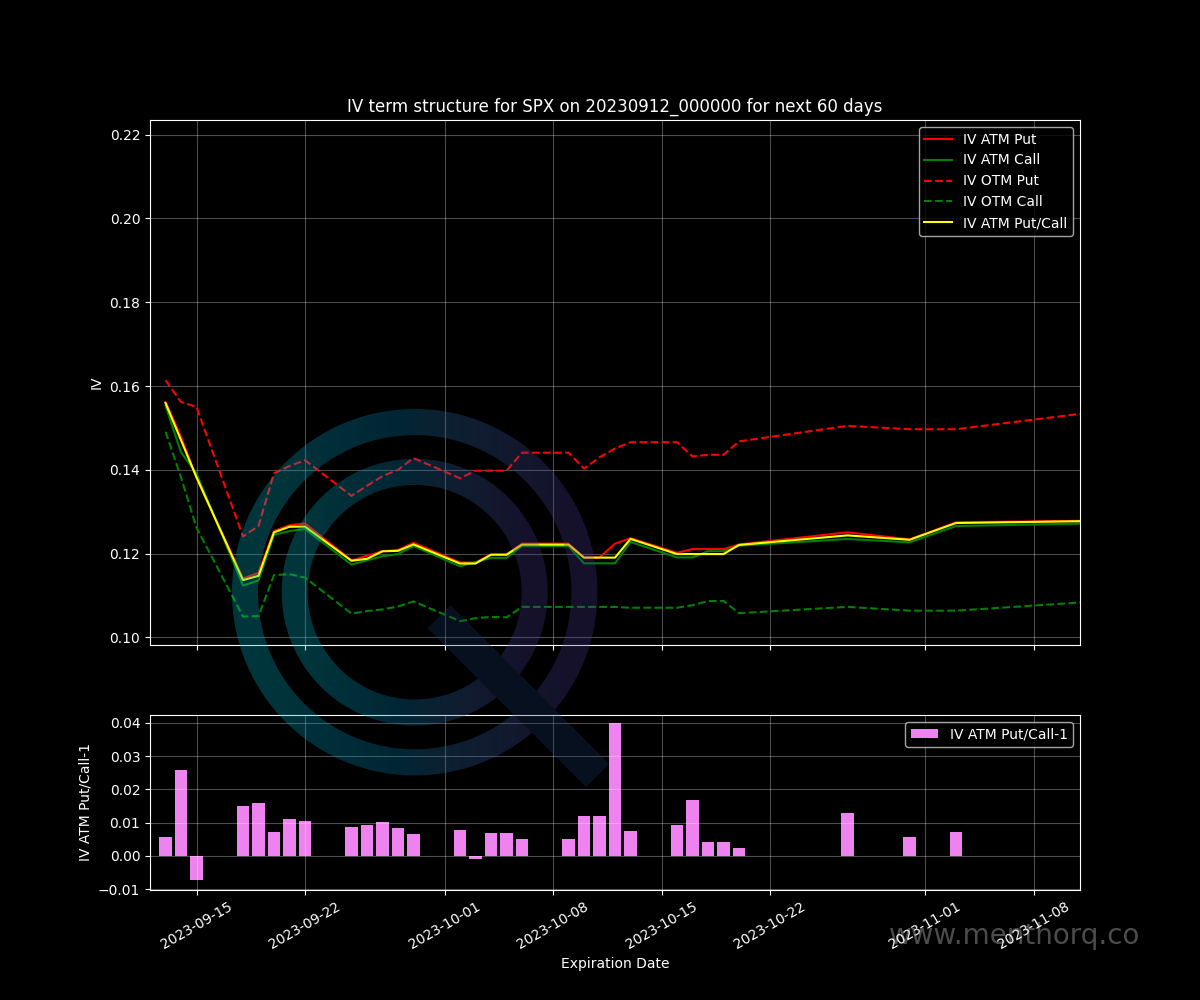 IV term structure for SPX on 20230912_000000 for next 60 days
IV
0.22
0.20
0.18
0.16
0.14
0.12
0.10
IV ATM Put
IV ATM Call
IV OTM Put
IV OTM Call
IV ATM Put/Call
IV ATM Put/Call-1
0.04
0.03
0.02
0.01
0.00
−0.01
IV ATM Put/Call-1
2023-09-15
2023-09-22
2023-10-01
2023-10-08
2023-10-15
2023-10-22
2023-11-01
2023-11-08
www.menthorq.co
Expiration Date